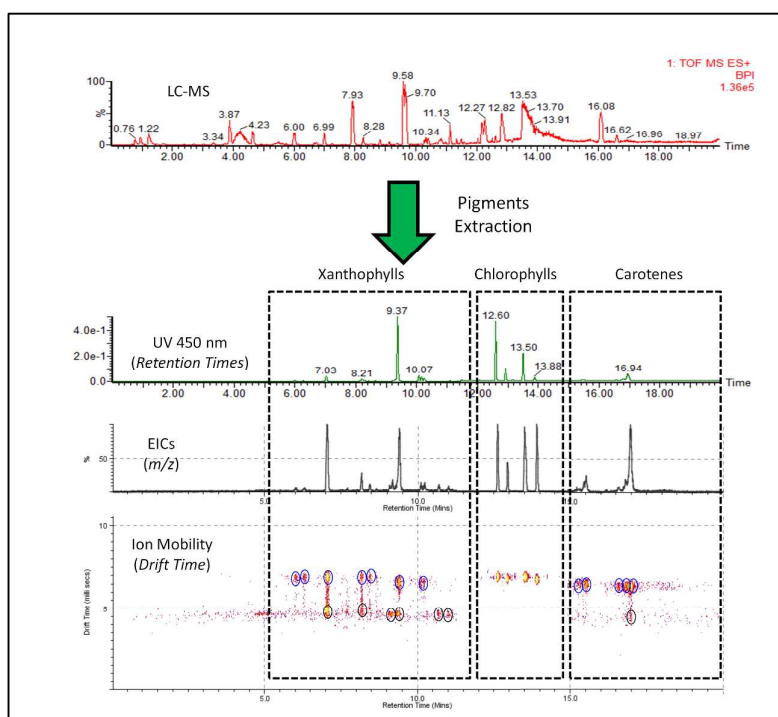 1: TOF MS ES+
BPI
1.36e5
LC-MS
100
%
0
0.76
1.22
3.34
3.87
4.23
6.00
6.99
7.93
8.28
9.58
9.70
10.34
11.13
12.27
12.82
13.53
13.70
13.91
16.08
16.62
16.96
18.97
Time
2.00 4.00 6.00 8.00 10.00 12.00 14.00 16.00 18.00
Pigments
Extraction
Xanthophylls Chlorophylls Carotenes
UV 450 nm
(Retention Times)
4.0e-1
2.0e-1
0.0
7.03
8.21
9.37
10.07
12.60
13.50
13.88
16.94
Time
2.00 4.00 6.00 8.00 10.00 12.00 14.00 16.00 18.00
EICs
(m/z)
%
50
5.0 10.0 15.0
Retention Time (Mins)
Ion Mobility
(Drift Time)
Drift Time (milli secs)
10
5
5.0 10.0 15.0
Retention Time (Mins)